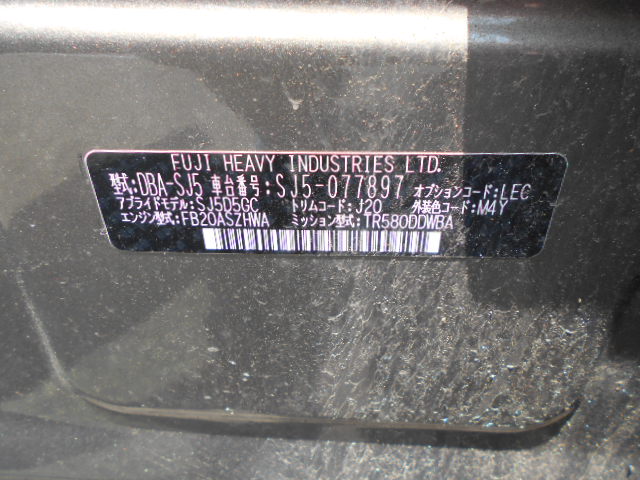 FUJI HEAVY INDUSTRIES LTD.
型式:DBA-SJ5 車台番号:SJ5-077897 オプションコード:LEC
アプライドモデル:SJ5D5GC トリムコード:J20 外装色コード:M4Y
エンジン型式:FB20ASZHWA ミッション型式:TR580DDWBA